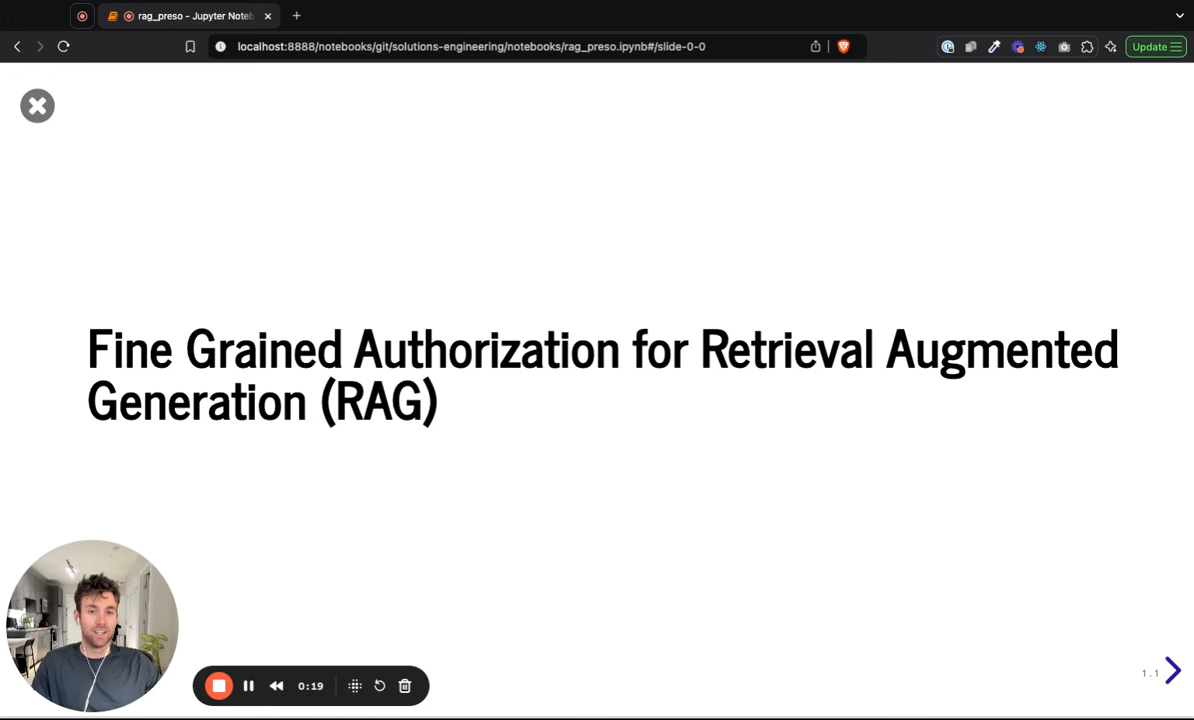 rag_preso - Jupyter Noteb
localhost:8888/notebooks/git/solutions-engineering/notebooks/rag_preso.ipynb#/slide-0-0
Update
Fine Grained Authorization for Retrieval Augmented
Generation (RAG)
0:19
1.1